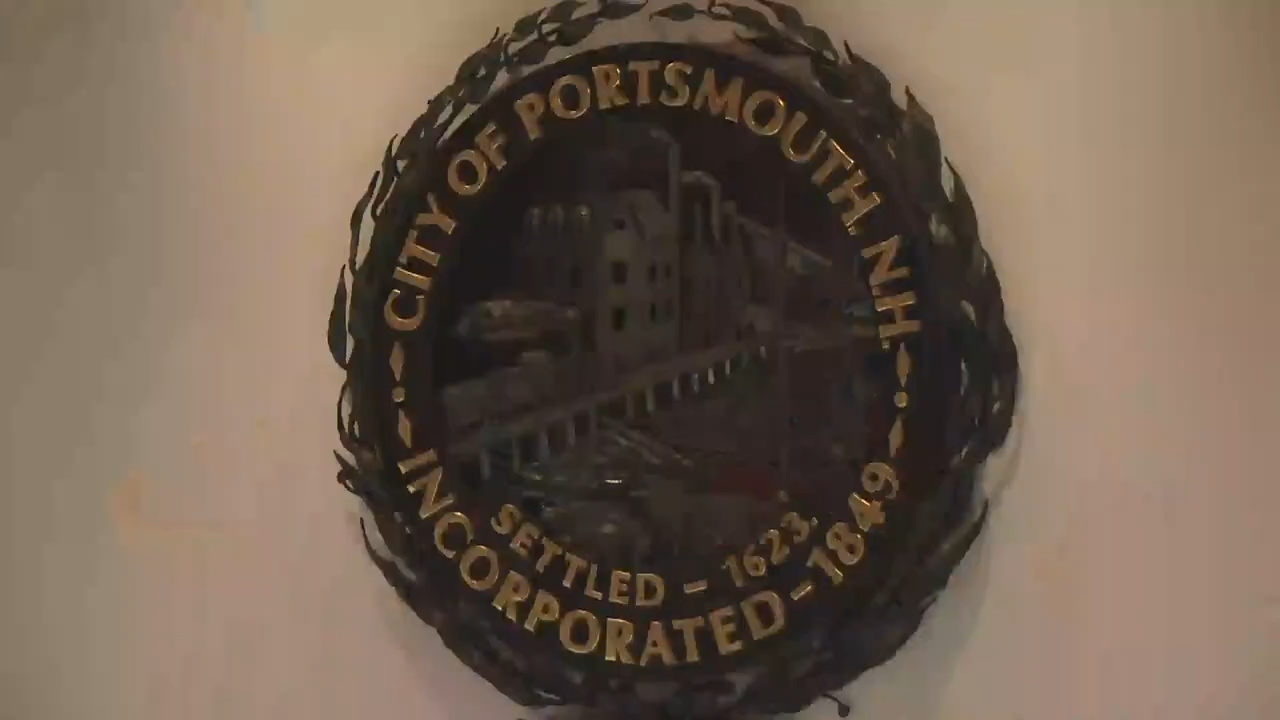 CITY OF PORTSMOUTH, N.H.
SETTLED – 1623.
INCORPORATED – 1849